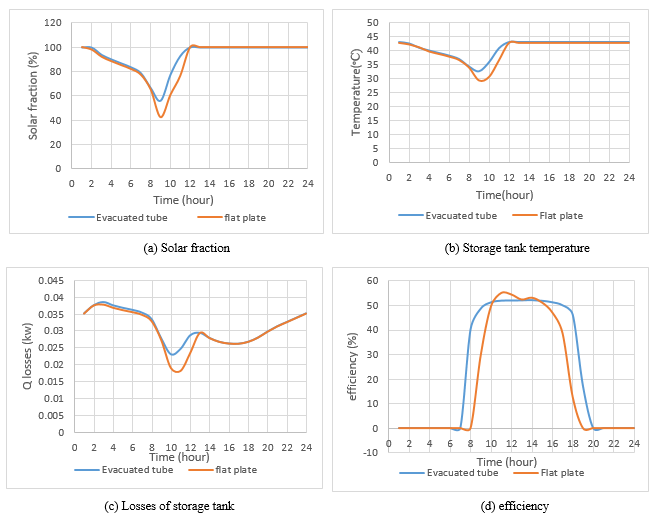 120
100
80
60
40
20
0
Solar fraction (%)
0 2 4 6 8 10 12 14 16 18 20 22 24
Time (hour)
Evacuated tube flat plate
(a) Solar fraction
50
45
40
35
30
25
20
15
10
5
0
Temperature(°C)
0 2 4 6 8 10 12 14 16 18 20 22 24
Time(hour)
Evacuated tube Flat plate
(b) Storage tank temperature
0.045
0.04
0.035
0.03
0.025
0.02
0.015
0.01
0.005
0
Q losses (kw)
0 2 4 6 8 10 12 14 16 18 20 22 24
Time (hour)
Evacuated tube flat plate
(c) Losses of storage tank
60
50
40
30
20
10
0
-10
efficiency (%)
0 2 4 6 8 10 12 14 16 18 20 22 24
Time (hour)
Evacuated tube Flat plate
(d) efficiency